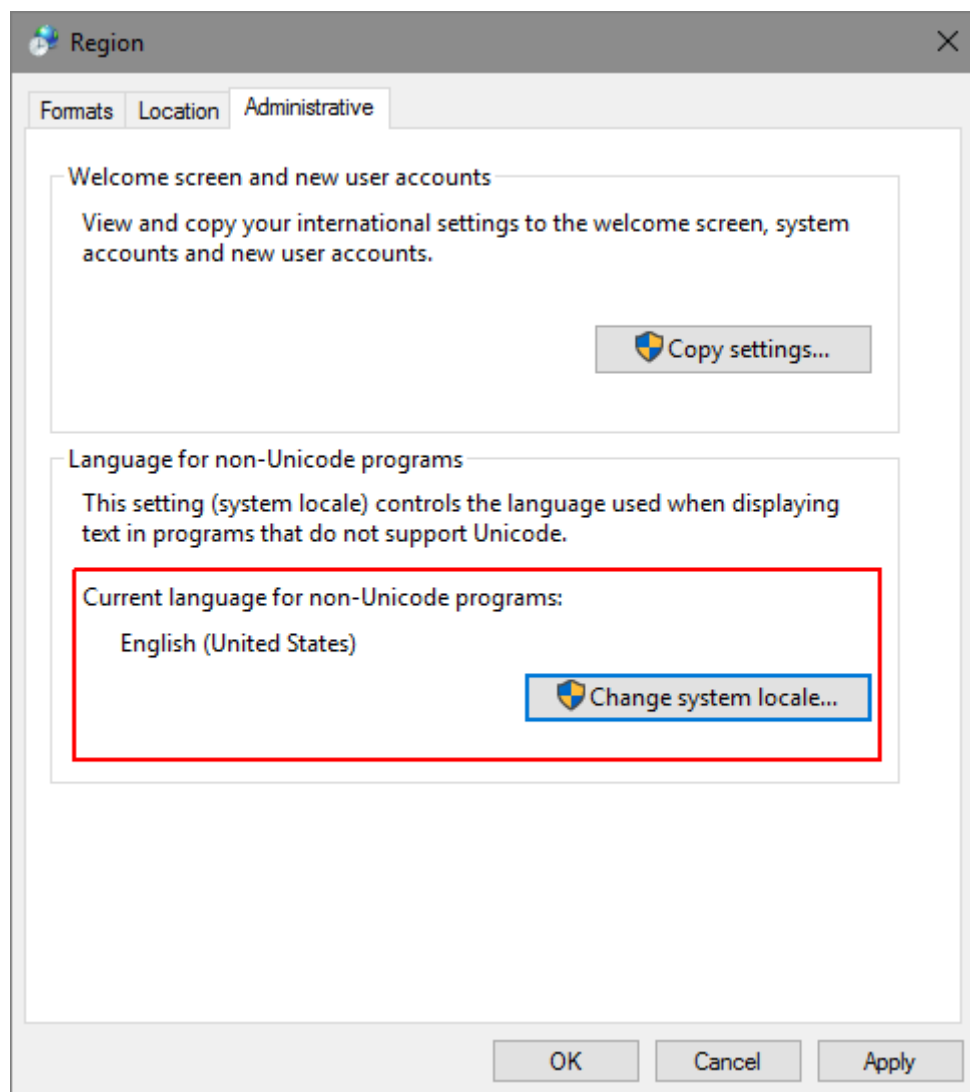 Region
Formats Location Administrative
Welcome screen and new user accounts
View and copy your international settings to the welcome screen, system
accounts and new user accounts.
Copy settings...
Language for non-Unicode programs
This setting (system locale) controls the language used when displaying
text in programs that do not support Unicode.
Current language for non-Unicode programs:
English (United States)
Change system locale...
OK Cancel Apply